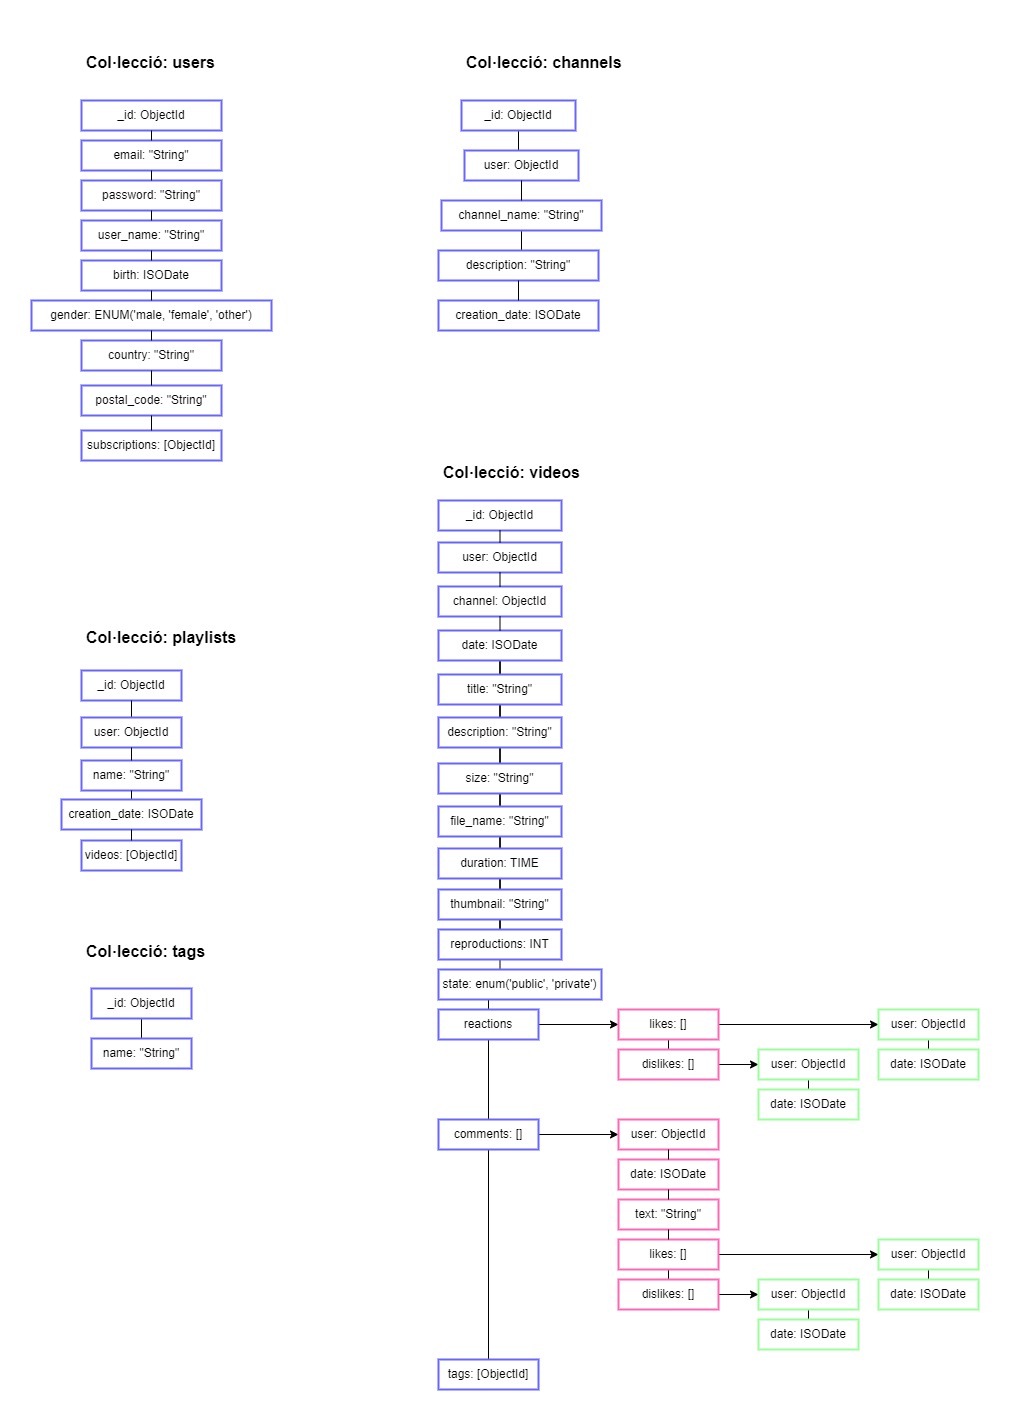 Col·lecció: users
_id: ObjectId
email: "String"
password: "String"
user_name: "String"
birth: ISODate
gender: ENUM('male, 'female', 'other')
country: "String"
postal_code: "String"
subscriptions: [ObjectId]
Col·lecció: channels
_id: ObjectId
user: ObjectId
channel_name: "String"
description: "String"
creation_date: ISODate
Col·lecció: playlists
_id: ObjectId
user: ObjectId
name: "String"
creation_date: ISODate
videos: [ObjectId]
Col·lecció: tags
_id: ObjectId
name: "String"
Col·lecció: videos
_id: ObjectId
user: ObjectId
channel: ObjectId
date: ISODate
title: "String"
description: "String"
size: "String"
file_name: "String"
duration: TIME
thumbnail: "String"
reproductions: INT
state: enum('public', 'private')
reactions
likes: []
user: ObjectId
date: ISODate
dislikes: []
user: ObjectId
date: ISODate
comments: []
user: ObjectId
date: ISODate
text: "String"
likes: []
user: ObjectId
date: ISODate
dislikes: []
user: ObjectId
date: ISODate
tags: [ObjectId]